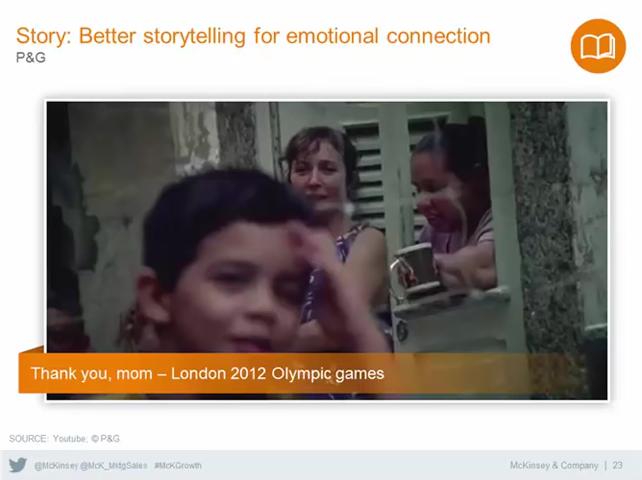 Story: Better storytelling for emotional connection
P&G
Thank you, mom – London 2012 Olympic games
SOURCE: Youtube; © P&G
@McKinsey @McK_MktgSales #McKGrowth
McKinsey & Company | 23